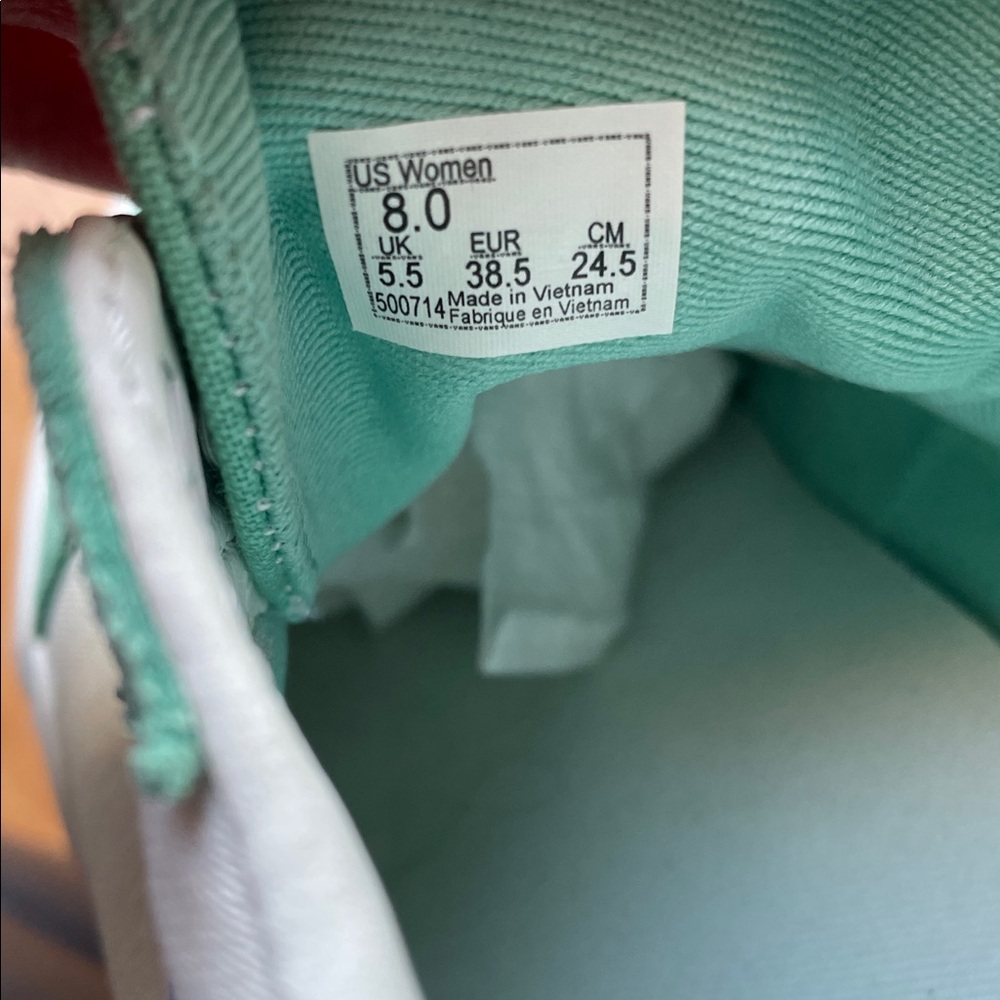 US Women
8.0
UK EUR CM
5.5 38.5 24.5
500714 Made in Vietnam
Fabrique en Vietnam